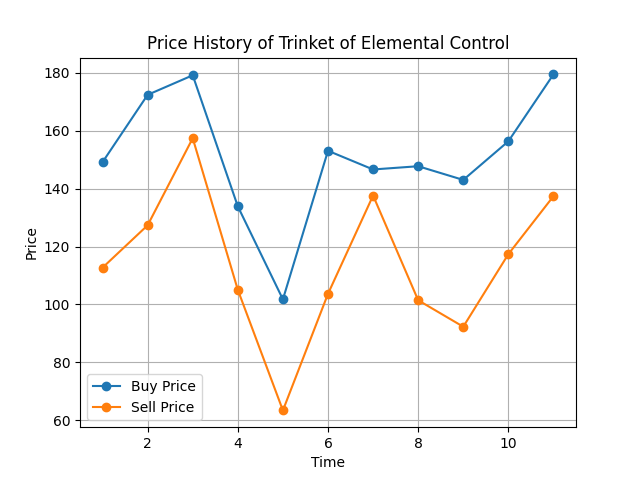 Price History of Trinket of Elemental Control
Price
180
160
140
120
100
80
60
Buy Price
Sell Price
2 4 6 8 10
Time